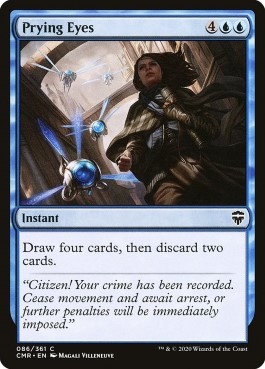 Prying Eyes 4
Instant
Draw four cards, then discard two
cards.
"Citizen! Your crime has been recorded.
Cease movement and await arrest, or
further penalties will be immediately
imposed."
086/361 C
CMR • EN MAGALI VILLENEUVE
™ & © 2020 Wizards of the Coast